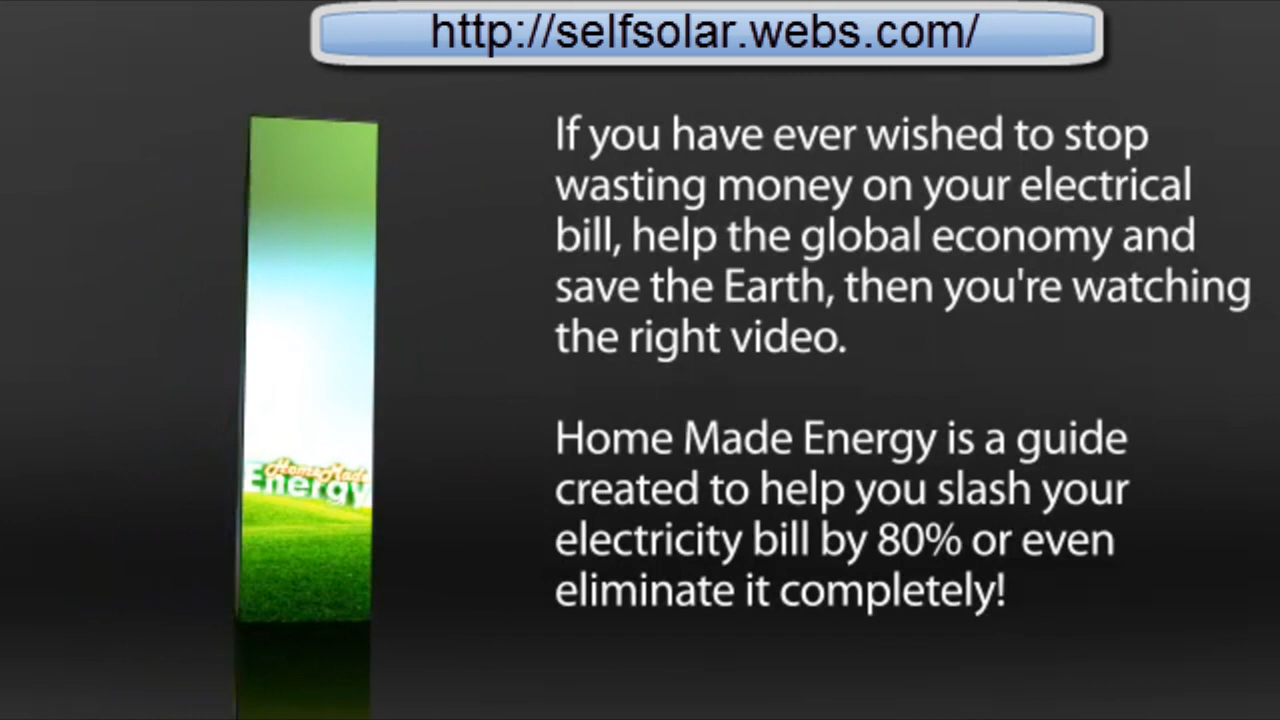 http://selfsolar.webs.com/
If you have ever wished to stop
wasting money on your electrical
bill, help the global economy and
save the Earth, then you're watching
the right video.
Home Made Energy is a guide
created to help you slash your
electricity bill by 80% or even
eliminate it completely!
HomeMade
Energy